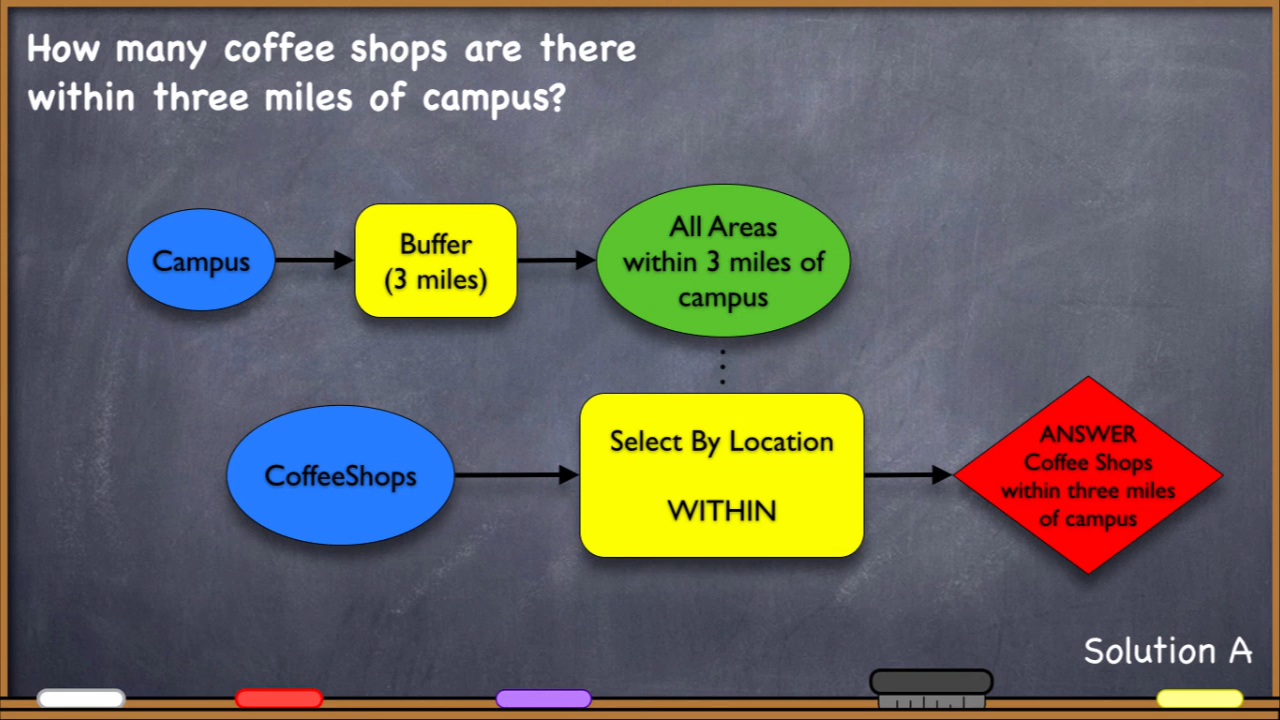 How many coffee shops are there
within three miles of campus?
Campus
Buffer
(3 miles)
All Areas
within 3 miles of
campus
CoffeeShops
Select By Location
WITHIN
ANSWER
Coffee Shops
within three miles
of campus
Solution A